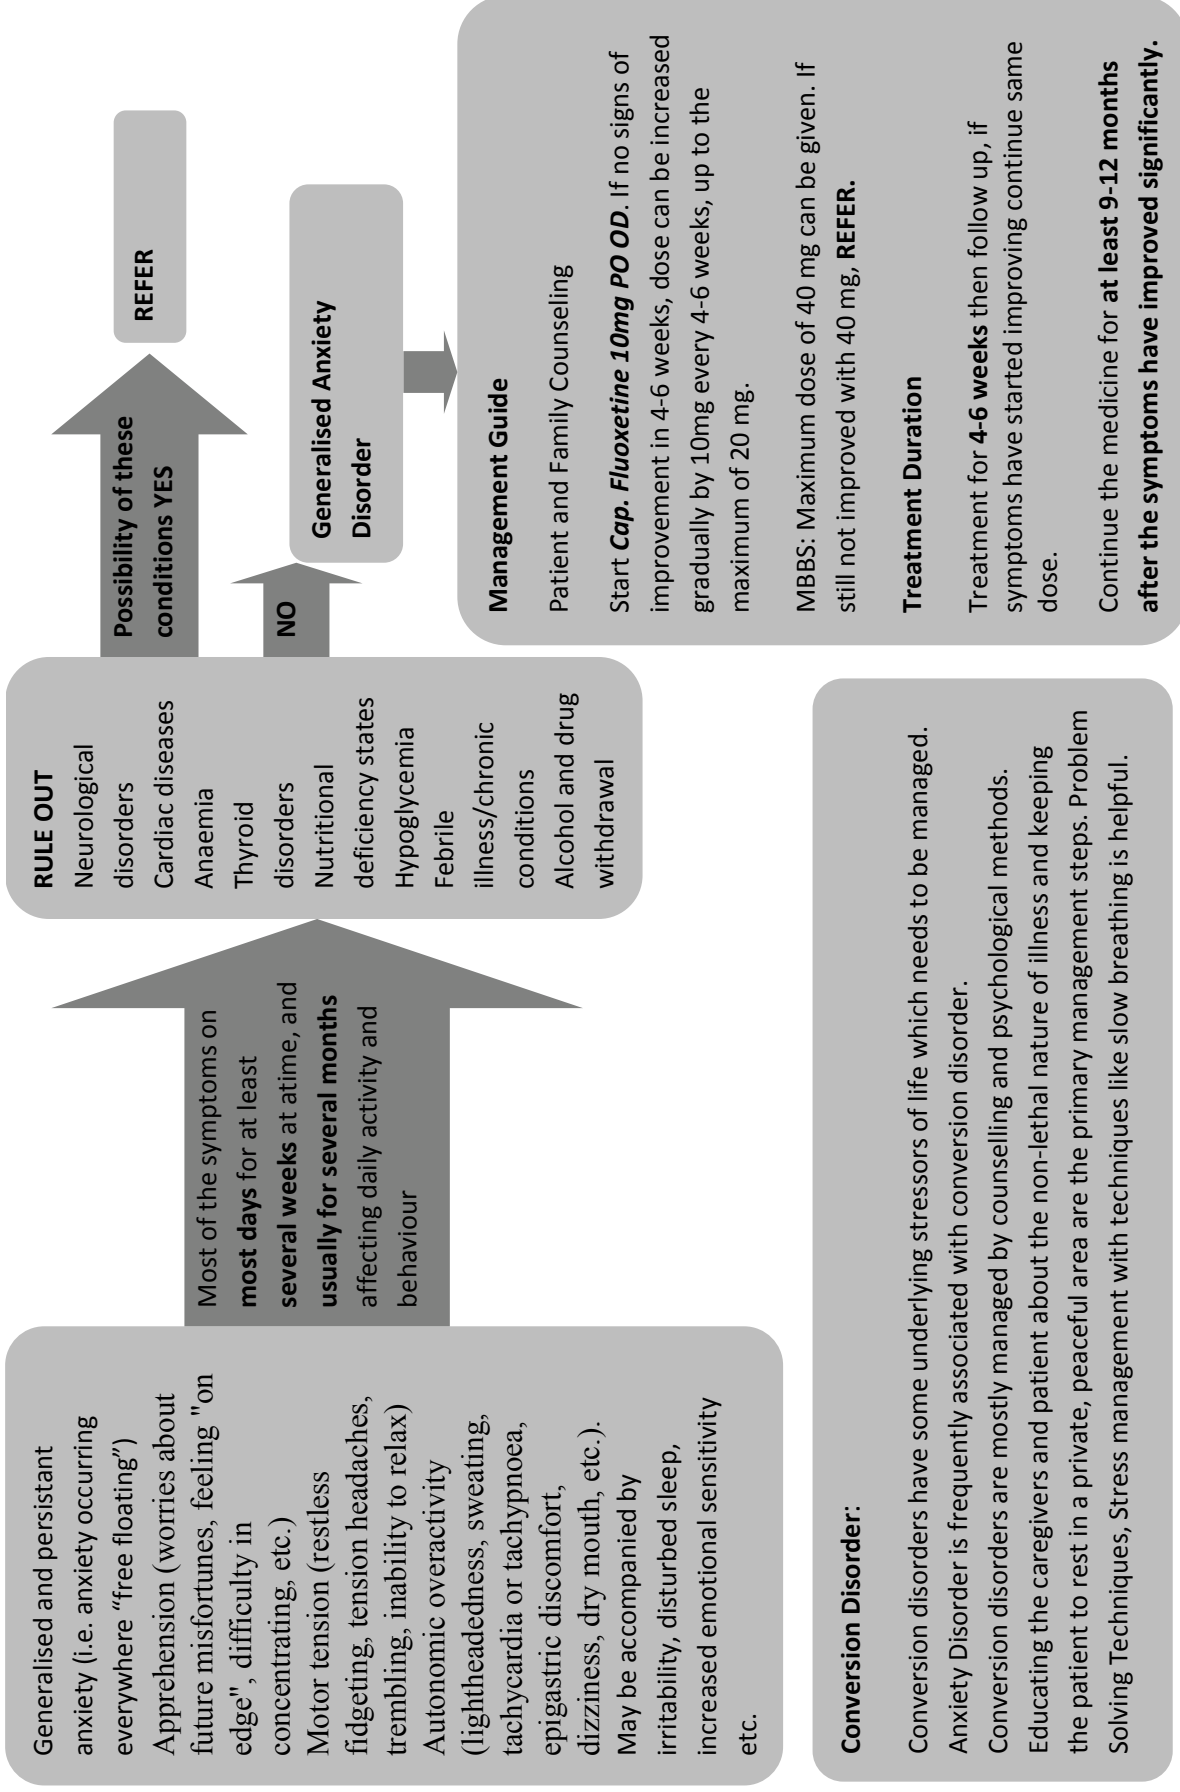 Generalised and persistant
anxiety (i.e. anxiety occurring
everywhere “free floating”)
Apprehension (worries about
future misfortunes, feeling "on
edge", difficulty in
concentrating, etc.)
Motor tension (restless
fidgeting, tension headaches,
trembling, inability to relax)
Autonomic overactivity
(lightheadedness, sweating,
tachycardia or tachypnoea,
epigastric discomfort,
dizziness, dry mouth, etc.).
May be accompanied by
irritability, disturbed sleep,
increased emotional sensitivity
etc.
Most of the symptoms on
most days for at least
several weeks at atime, and
usually for several months
affecting daily activity and
behaviour
RULE OUT
Neurological
disorders
Cardiac diseases
Anaemia
Thyroid
disorders
Nutritional
deficiency states
Hypoglycemia
Febrile
illness/chronic
conditions
Alcohol and drug
withdrawal
Possibility of these
conditions YES
REFER
NO
Generalised Anxiety
Disorder
Management Guide
Patient and Family Counseling
Start Cap. Fluoxetine 10mg PO OD. If no signs of
improvement in 4-6 weeks, dose can be increased
gradually by 10mg every 4-6 weeks, up to the
maximum of 20 mg.
MBBS: Maximum dose of 40 mg can be given. If
still not improved with 40 mg, REFER.
Treatment Duration
Treatment for 4-6 weeks then follow up, if
symptoms have started improving continue same
dose.
Continue the medicine for at least 9-12 months
after the symptoms have improved significantly.
Conversion Disorder:
Conversion disorders have some underlying stressors of life which needs to be managed.
Anxiety Disorder is frequently associated with conversion disorder.
Conversion disorders are mostly managed by counselling and psychological methods.
Educating the caregivers and patient about the non-lethal nature of illness and keeping
the patient to rest in a private, peaceful area are the primary management steps. Problem
Solving Techniques, Stress management with techniques like slow breathing is helpful.